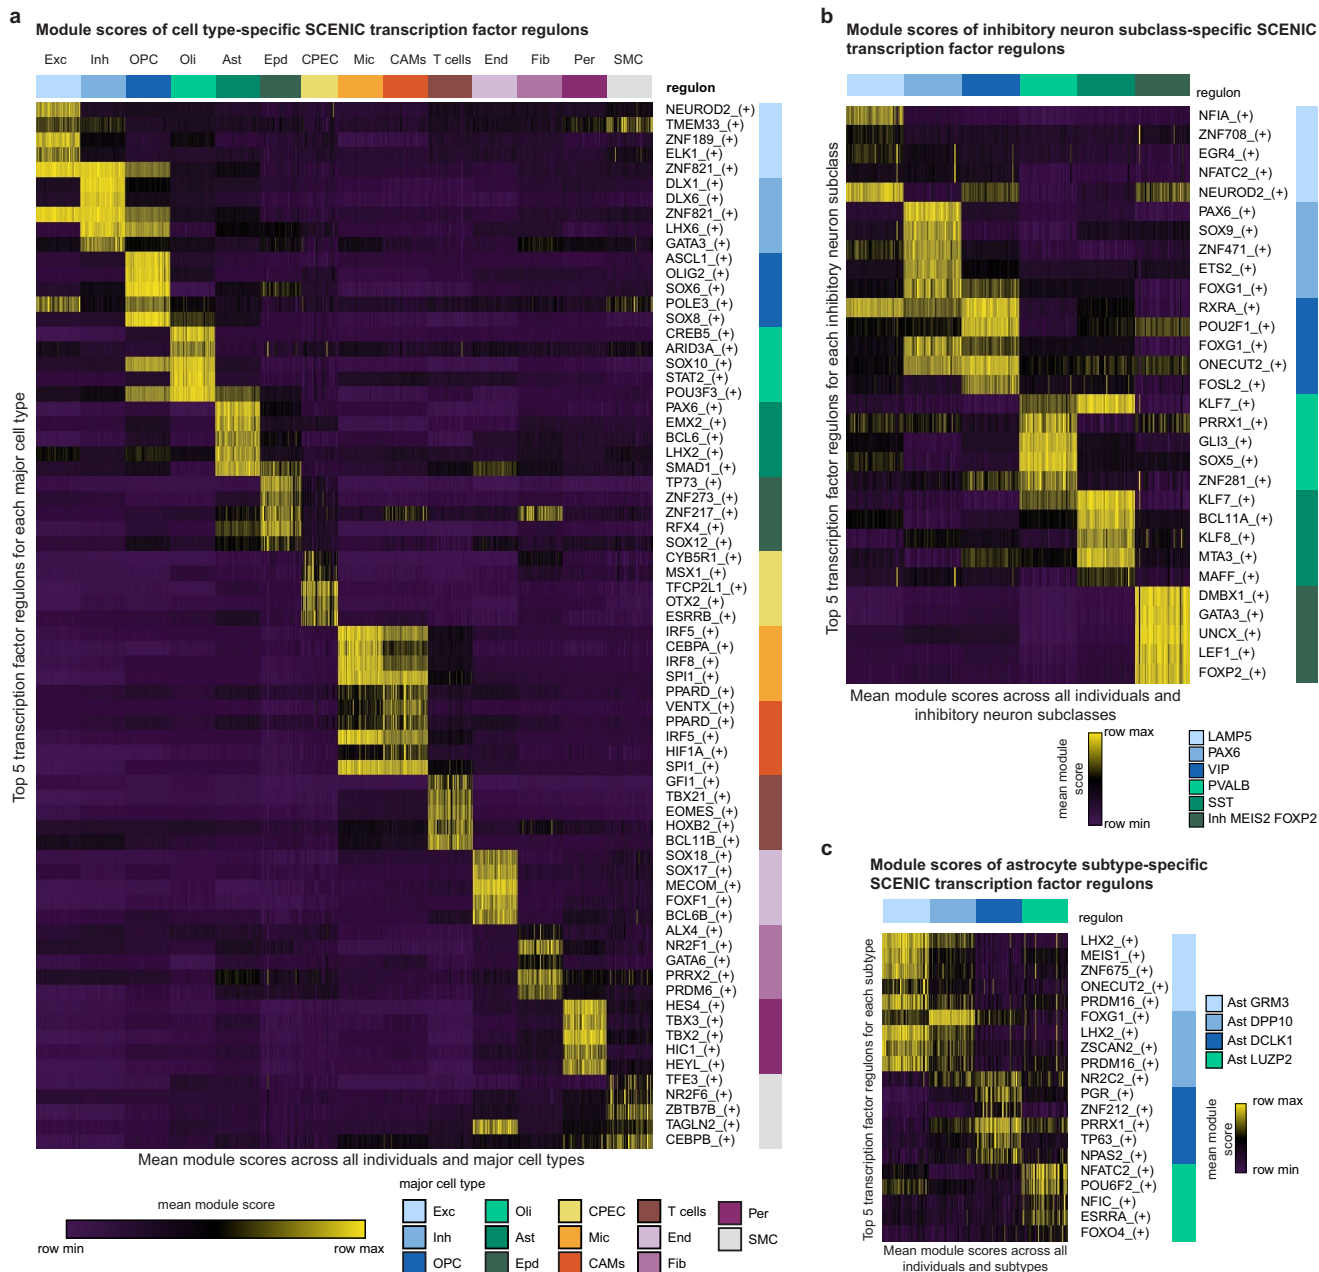 a
Module scores of cell type-specific SCENIC transcription factor regulons
Exc Inh OPC Oli Ast Epd CPEC Mic CAMs T cells End Fib Per SMC
regulon
NEUROD2_(+)
TMEM33_(+)
ZNF189_(+)
ELK1_(+)
ZNF821_(+)
DLX1_(+)
DLX6_(+)
ZNF821_(+)
LHX6_(+)
GATA3_(+)
ASCL1_(+)
OLIG2_(+)
SOX6_(+)
POLE3_(+)
SOX8_(+)
CREB5_(+)
ARID3A_(+)
SOX10_(+)
STAT2_(+)
POU3F3_(+)
PAX6_(+)
EMX2_(+)
BCL6_(+)
LHX2_(+)
SMAD1_(+)
TP73_(+)
ZNF273_(+)
ZNF217_(+)
RFX4_(+)
SOX12_(+)
CYB5R1_(+)
MSX1_(+)
TFCP2L1_(+)
OTX2_(+)
ESRRB_(+)
IRF5_(+)
CEBPA_(+)
IRF8_(+)
SPI1_(+)
PPARD_(+)
VENTX_(+)
PPARD_(+)
IRF5_(+)
HIF1A_(+)
SPI1_(+)
GFI1_(+)
TBX21_(+)
EOMES_(+)
HOXB2_(+)
BCL11B_(+)
SOX18_(+)
SOX17_(+)
MECOM_(+)
FOXF1_(+)
BCL6B_(+)
ALX4_(+)
NR2F1_(+)
GATA6_(+)
PRRX2_(+)
PRDM6_(+)
HES4_(+)
TBX3_(+)
TBX2_(+)
HIC1_(+)
HEYL_(+)
TFE3_(+)
NR2F6_(+)
ZBTB7B_(+)
TAGLN2_(+)
CEBPB_(+)
Top 5 transcription factor regulons for each major cell type
Mean module scores across all individuals and major cell types
mean module score
row min row max
major cell type
Exc Oli CPEC T cells Per
Inh Ast Mic End SMC
OPC Epd CAMs Fib
b
Module scores of inhibitory neuron subclass-specific SCENIC
transcription factor regulons
regulon
NFIA_(+)
ZNF708_(+)
EGR4_(+)
NFATC2_(+)
NEUROD2_(+)
PAX6_(+)
SOX9_(+)
ZNF471_(+)
ETS2_(+)
FOXG1_(+)
RXRA_(+)
POU2F1_(+)
FOXG1_(+)
ONECUT2_(+)
FOSL2_(+)
KLF7_(+)
PRRX1_(+)
GLI3_(+)
SOX5_(+)
ZNF281_(+)
KLF7_(+)
BCL11A_(+)
KLF8_(+)
MTA3_(+)
MAFF_(+)
DMBX1_(+)
GATA3_(+)
UNCX_(+)
LEF1_(+)
FOXP2_(+)
Top 5 transcription factor regulons for each inhibitory neuron subclass
Mean module scores across all individuals and
inhibitory neuron subclasses
mean module
score
row max
row min
LAMP5
PAX6
VIP
PVALB
SST
Inh MEIS2 FOXP2
c
Module scores of astrocyte subtype-specific
SCENIC transcription factor regulons
regulon
LHX2_(+)
MEIS1_(+)
ZNF675_(+)
ONECUT2_(+)
PRDM16_(+)
FOXG1_(+)
LHX2_(+)
ZSCAN2_(+)
PRDM16_(+)
NR2C2_(+)
PGR_(+)
ZNF212_(+)
PRRX1_(+)
TP63_(+)
NPAS2_(+)
NFATC2_(+)
POU6F2_(+)
NFIC_(+)
ESRRA_(+)
FOXO4_(+)
Top 5 transcription factor regulons for each subtype
Mean module scores across all
individuals and subtypes
Ast GRM3
Ast DPP10
Ast DCLK1
Ast LUZP2
mean module
score
row max
row min